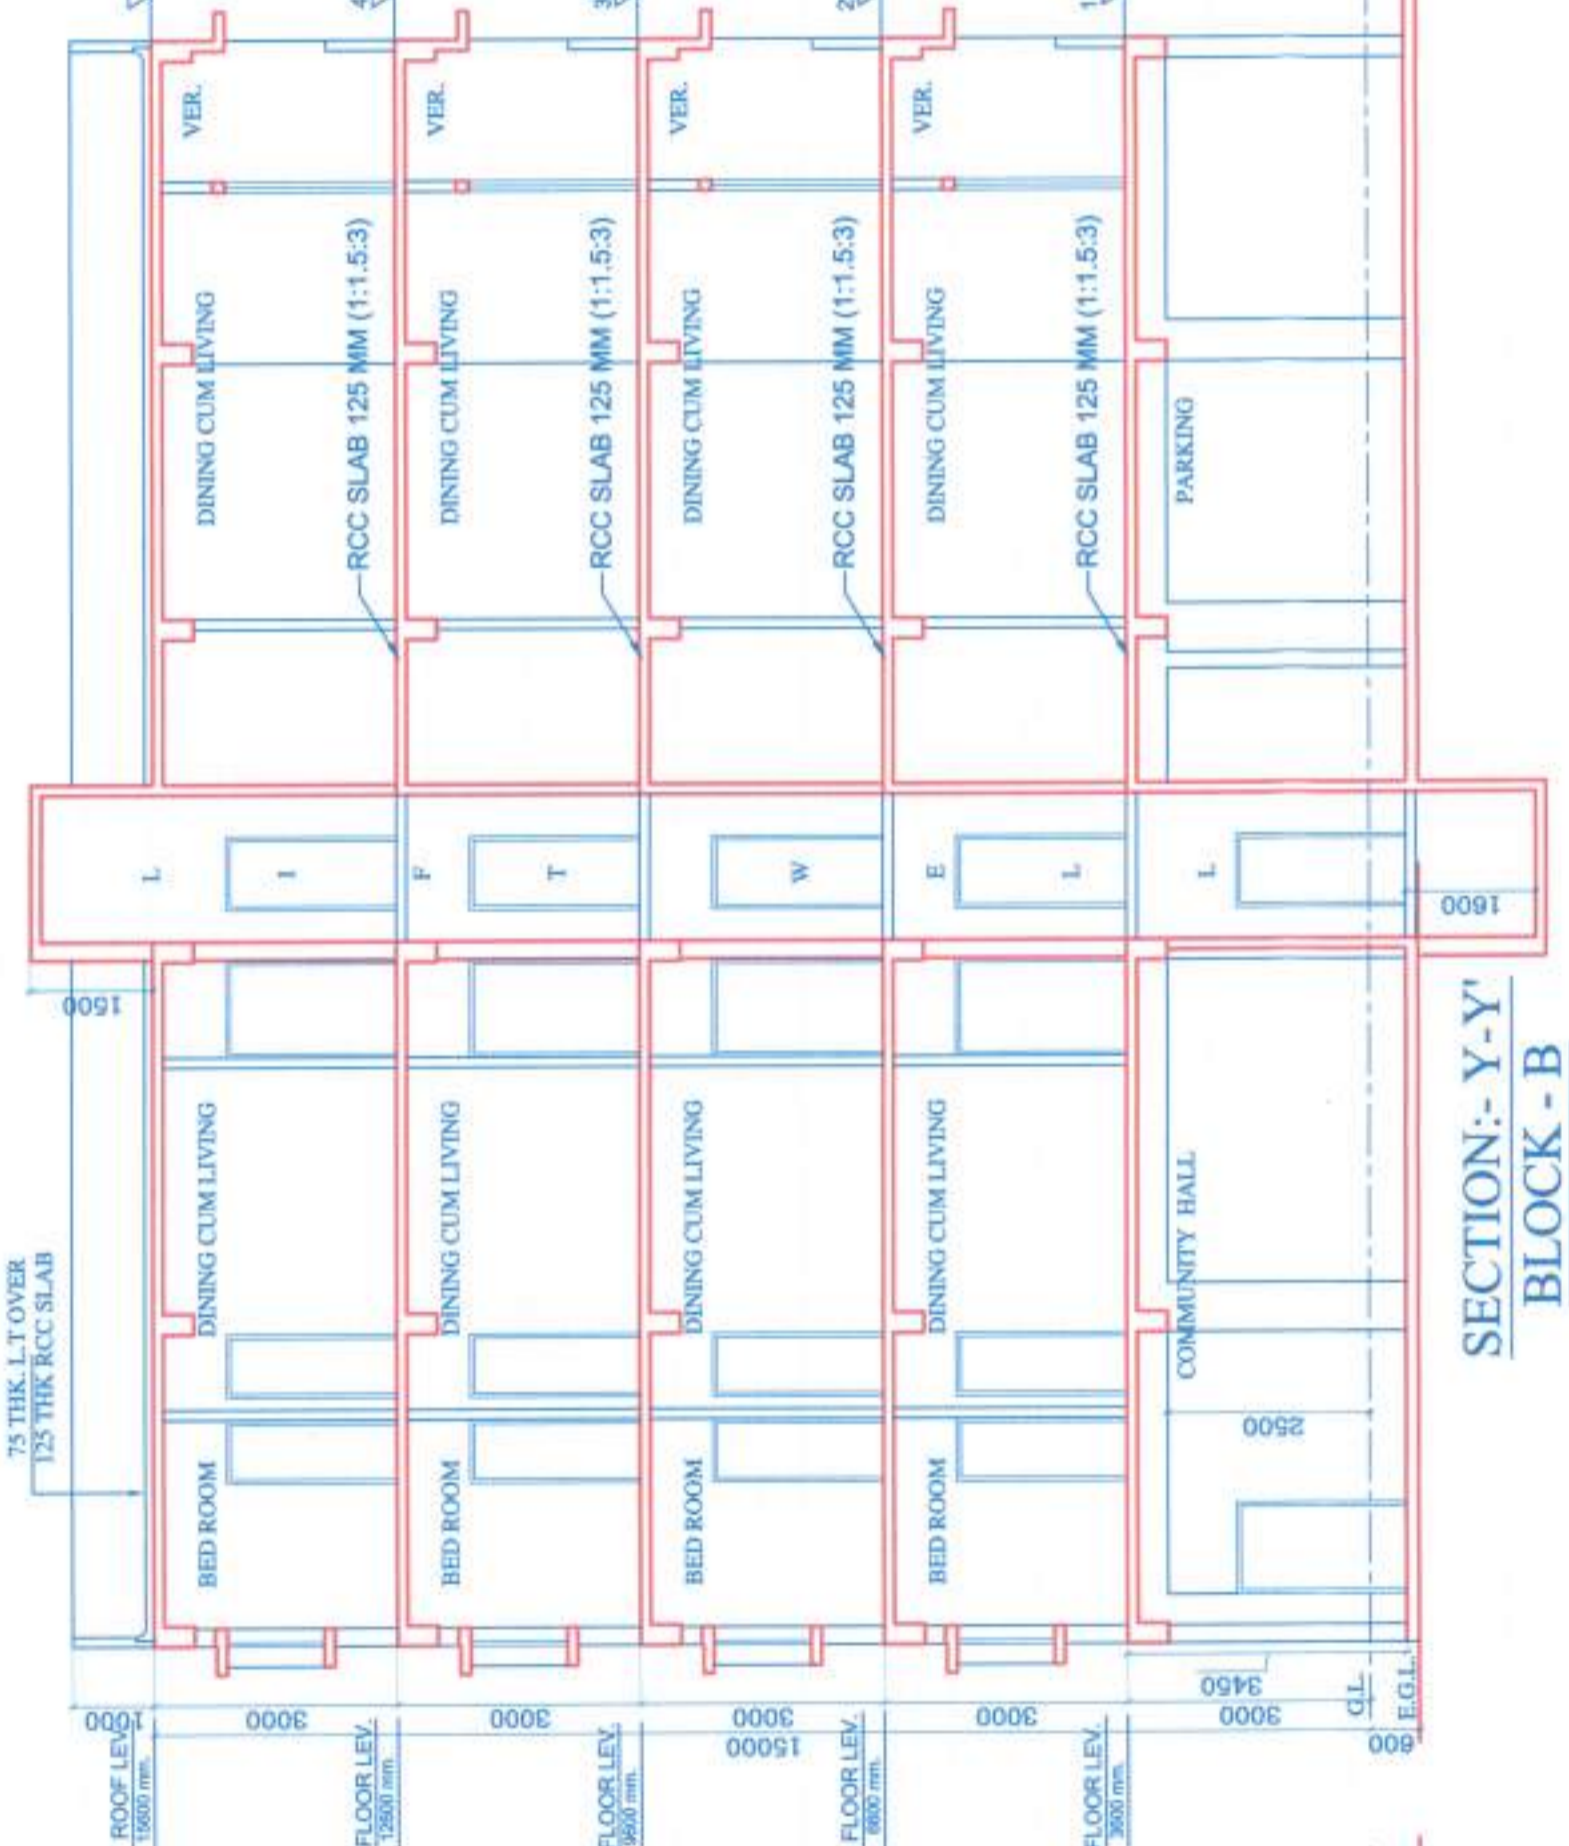 75 THK. L.T OVER
125 THK RCC SLAB
1500
1000
ROOF LEV.
15600 mm.
BED ROOM
DINING CUM LIVING
DINING CUM LIVING
VER.
3000
RCC SLAB 125 MM (1:1.5:3)
FLOOR LEV.
12600 mm
4
BED ROOM
DINING CUM LIVING
DINING CUM LIVING
VER.
3000
RCC SLAB 125 MM (1:1.5:3)
FLOOR LEV.
9600 mm.
3
BED ROOM
DINING CUM LIVING
DINING CUM LIVING
VER.
3000
15000
RCC SLAB 125 MM (1:1.5:3)
FLOOR LEV.
6600 mm.
2
BED ROOM
DINING CUM LIVING
DINING CUM LIVING
VER.
3000
RCC SLAB 125 MM (1:1.5:3)
FLOOR LEV.
3600 mm.
1
L
I
F
T
W
E
L
L
COMMUNITY HALL
PARKING
3450
3000
2500
G.L.
E.G.L.
600
1600
SECTION:- Y-Y'
BLOCK - B